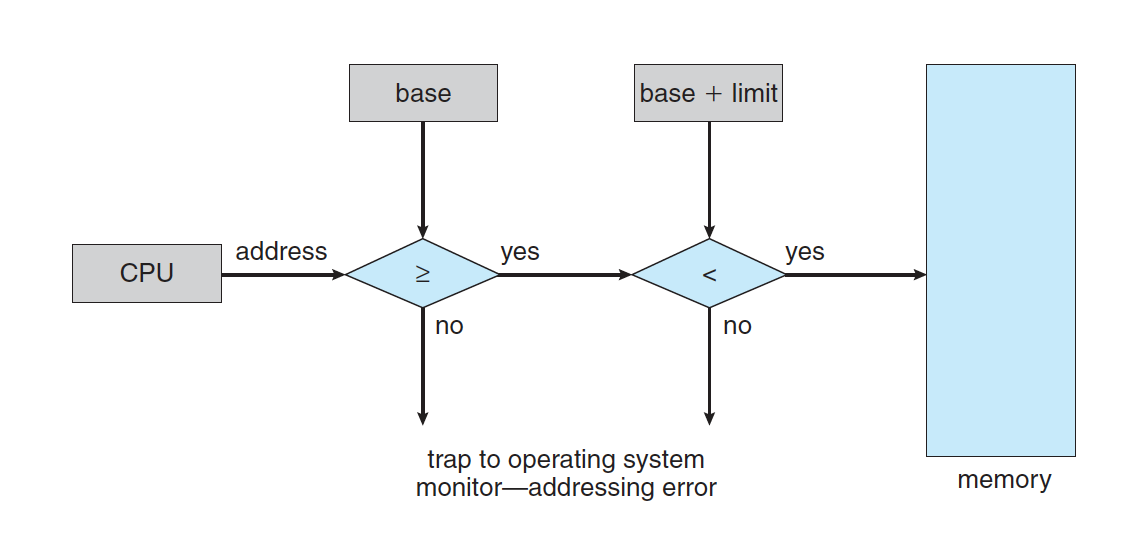 base
base + limit
CPU
address
≥
yes
<
yes
no
no
trap to operating system
monitor—addressing error
memory